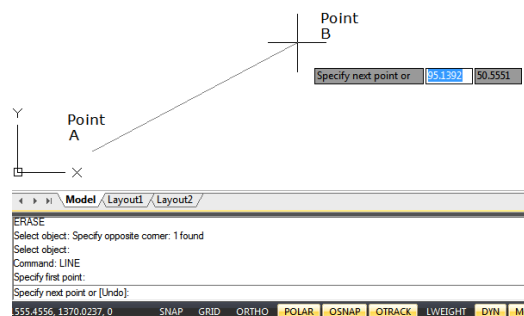 Point
B
Specify next point or 95.1392 50.5551
Y
Point
A
X
Model Layout1 Layout2
ERASE
Select object: Specify opposite corner: 1 found
Select object:
Command: LINE
Specify first point:
Specify next point or [Undo]:
555.4556, 1370.0237, 0 SNAP GRID ORTHO POLAR OSNAP OTRACK LWEIGHT DYN M